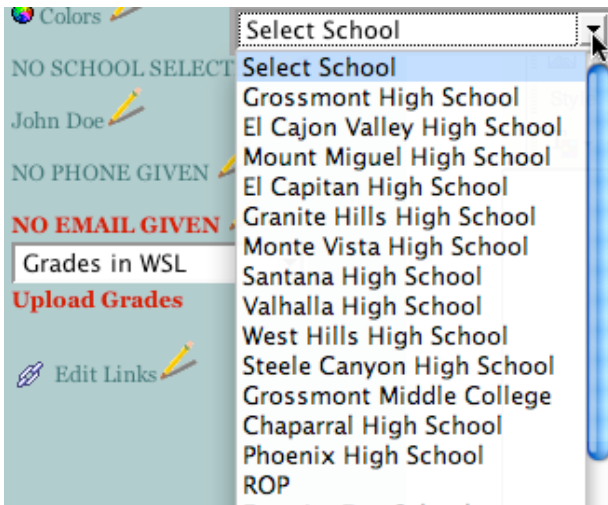 Colors
Select School
NO SCHOOL SELECT
John Doe
NO PHONE GIVEN
NO EMAIL GIVEN
Grades in WSL
Upload Grades
Edit Links
Select School
Grossmont High School
El Cajon Valley High School
Mount Miguel High School
El Capitan High School
Granite Hills High School
Monte Vista High School
Santana High School
Valhalla High School
West Hills High School
Steele Canyon High School
Grossmont Middle College
Chaparral High School
Phoenix High School
ROP